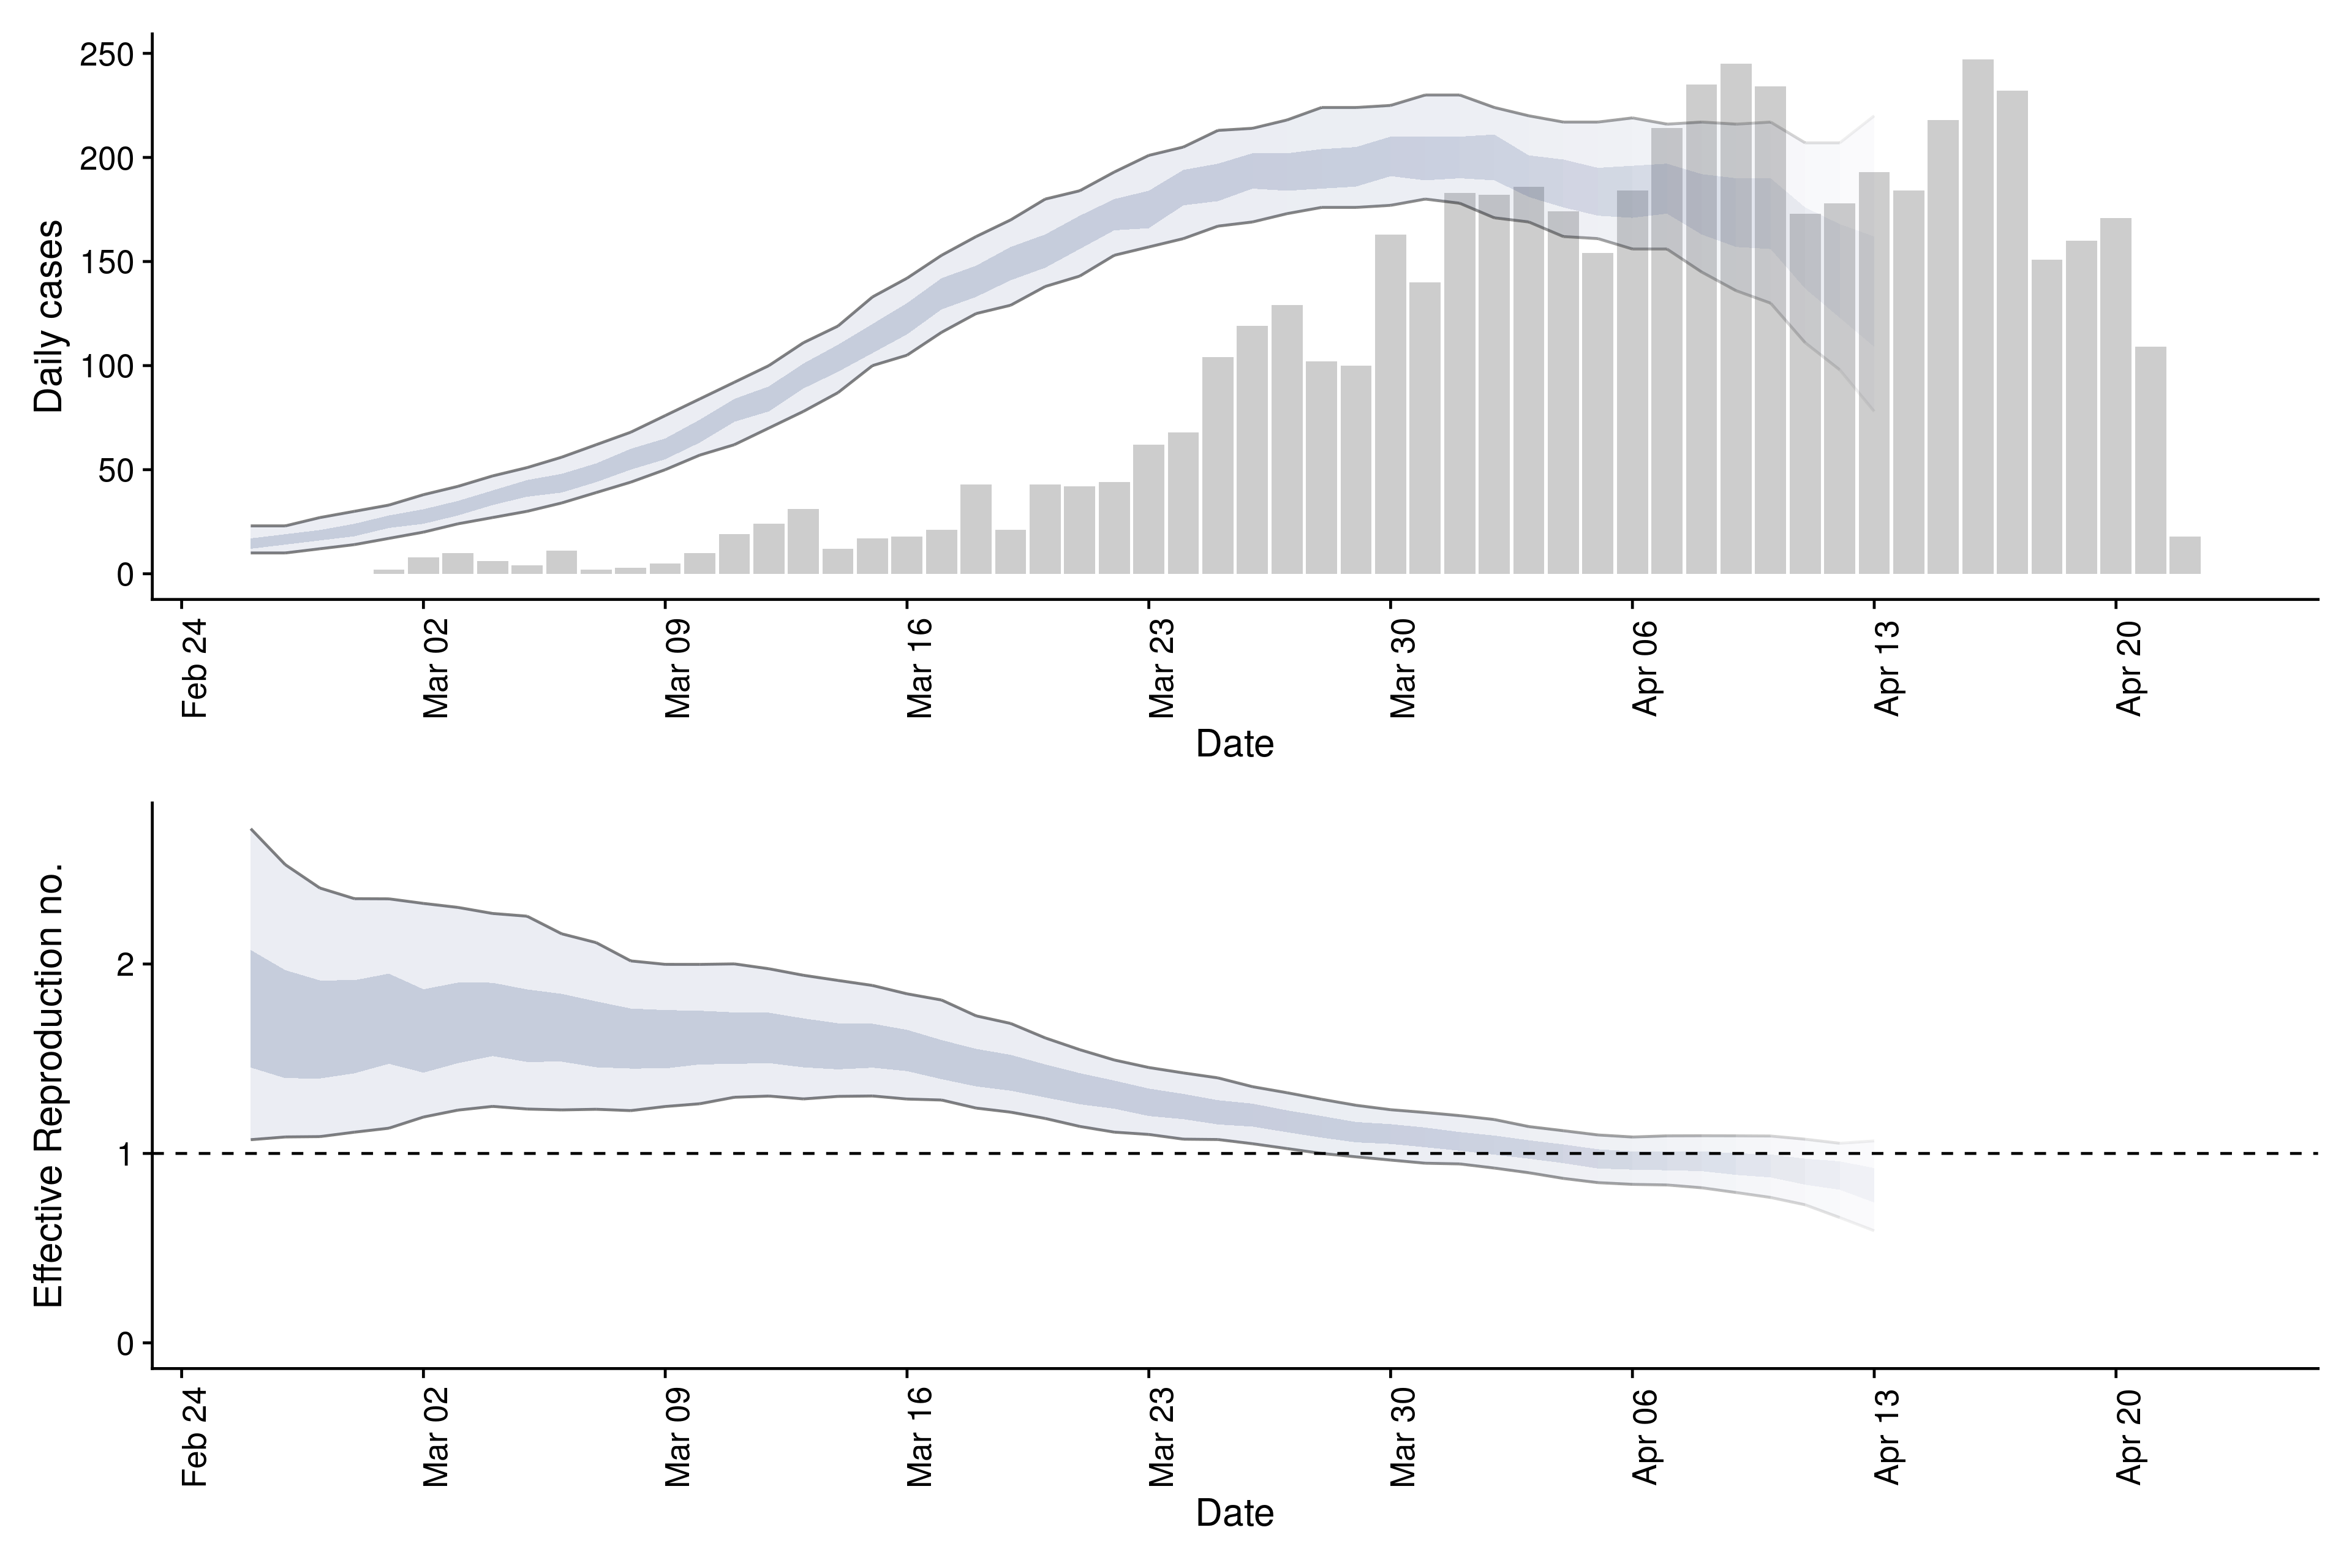 Daily cases
250
200
150
100
50
0
Feb 24
Mar 02
Mar 09
Mar 16
Mar 23
Mar 30
Apr 06
Apr 13
Apr 20
Date
Effective Reproduction no.
2
1
0
Feb 24
Mar 02
Mar 09
Mar 16
Mar 23
Mar 30
Apr 06
Apr 13
Apr 20
Date